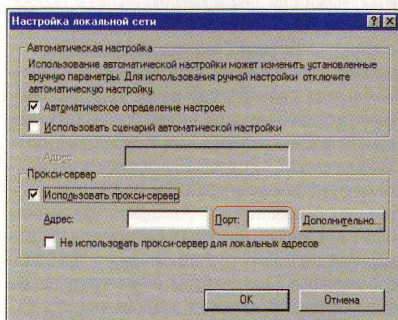 Настройка локальной сети
Автоматическая настройка
Использование автоматической настройки может изменить установленные
вручную параметры. Для использования ручной настройки отключите
автоматическую настройку.
Автоматическое определение настроек
Использовать сценарий автоматической настройки
Адрес
Прокси-сервер
Использовать прокси-сервер
Адрес: Порт: Дополнительно...
Не использовать прокси-сервер для локальных адресов
OK Отмена